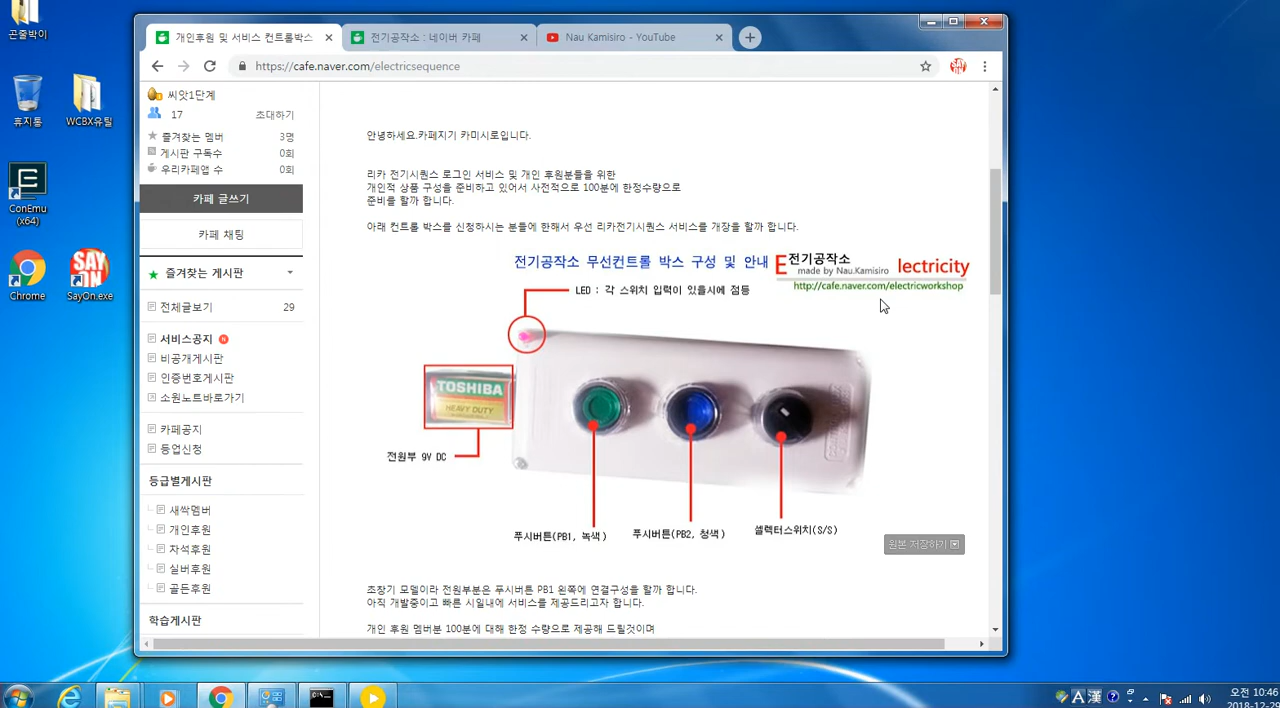 곤줄박이
휴지통
WCBX유틸
ConEmu
(x64)
Chrome
SayOn.exe
개인후원 및 서비스 컨트롤박스
전기공작소 : 네이버 카페
Nau Kamisiro - YouTube
https://cafe.naver.com/electricsequence
씨앗1단계
17
초대하기
즐겨찾는 멤버
3명
게시판 구독수
0회
우리카페앱 수
0회
카페 글쓰기
카페 채팅
즐겨찾는 게시판
전체글보기
29
서비스공지
비공개게시판
인증번호게시판
소원노트바로가기
카페공지
등업신청
등급별게시판
새싹멤버
개인후원
차석후원
실버후원
골든후원
학습게시판
안녕하세요.카페지기 카미시로입니다.
리카 전기시퀀스 로그인 서비스 및 개인 후원분들을 위한
개인적 상품 구성을 준비하고 있어서 사전적으로 100분에 한정수량으로
준비를 할까 합니다.
아래 컨트롤 박스를 신청하시는 분들에 한해서 우선 리카전기시퀀스 서비스를 개장을 할까 합니다.
전기공작소 무선컨트롤 박스 구성 및 안내
E전기공작소
made by Nau.Kamisiro
lectricity
http://cafe.naver.com/electricworkshop
LED : 각 스위치 입력이 있을시에 점등
TOSHIBA
HEAVY DUTY
전원부 9V DC
푸시버튼(PB1, 녹색)
푸시버튼(PB2, 청색)
셀렉터스위치(S/S)
원본 저장하기
초창기 모델이라 전원부분은 푸시버튼 PB1 왼쪽에 연결구성을 할까 합니다.
아직 개발중이고 빠른 시일내에 서비스를 제공드리고자 합니다.
개인 후원 멤버분 100분에 대해 한정 수량으로 제공해 드릴것이며
A 漢
오전 10:46
2018-12-29